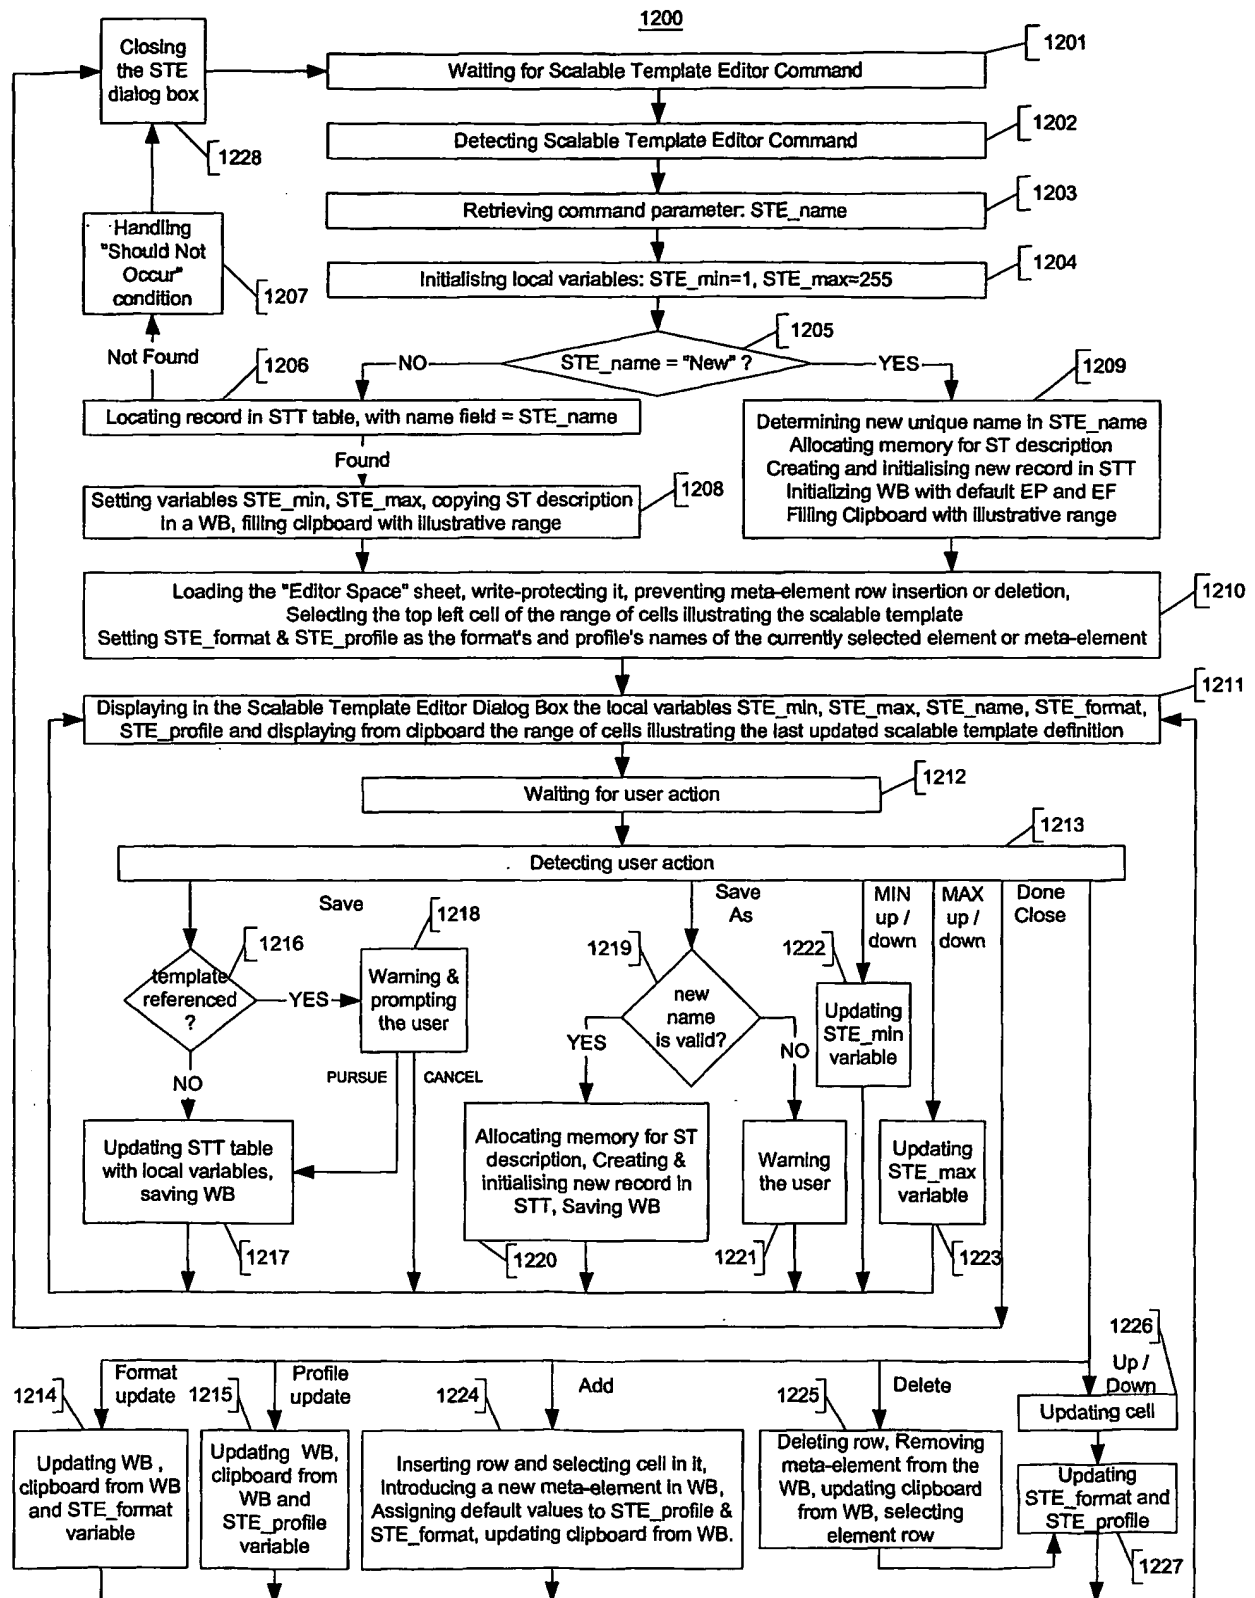 1200
Closing
the STE
dialog box
1228
Waiting for Scalable Template Editor Command
1201
Detecting Scalable Template Editor Command
1202
Retrieving command parameter: STE_name
1203
Initialising local variables: STE_min=1, STE_max=255
1204
Handling
"Should Not
Occur"
condition
1207
Not Found
STE_name = "New" ?
1205
NO
YES
1206
Locating record in STT table, with name field = STE_name
Found
Setting variables STE_min, STE_max, copying ST description
in a WB, filling clipboard with illustrative range
1208
1209
Determining new unique name in STE_name
Allocating memory for ST description
Creating and initialising new record in STT
Initializing WB with default EP and EF
Filling Clipboard with illustrative range
Loading the "Editor Space" sheet, write-protecting it, preventing meta-element row insertion or deletion,
Selecting the top left cell of the range of cells illustrating the scalable template
Setting STE_format & STE_profile as the format's and profile's names of the currently selected element or meta-element
1210
Displaying in the Scalable Template Editor Dialog Box the local variables STE_min, STE_max, STE_name, STE_format,
STE_profile and displaying from clipboard the range of cells illustrating the last updated scalable template definition
1211
Waiting for user action
1212
Detecting user action
1213
Save
Save
As
MIN
up /
down
MAX
up /
down
Done
Close
1216
template
referenced
?
YES
NO
1218
Warning &
prompting
the user
PURSUE
CANCEL
Updating STT table
with local variables,
saving WB
1217
1219
new
name
is valid?
YES
NO
Allocating memory for ST
description, Creating &
initialising new record in
STT, Saving WB
1220
Warning
the user
1221
1222
Updating
STE_min
variable
Updating
STE_max
variable
1223
Format
update
1214
Updating WB ,
clipboard from WB
and STE_format
variable
Profile
update
1215
Updating WB,
clipboard from
WB and
STE_profile
variable
Add
1224
Inserting row and selecting cell in it,
Introducing a new meta-element in WB,
Assigning default values to STE_profile &
STE_format, updating clipboard from WB.
Delete
1225
Deleting row, Removing
meta-element from the
WB, updating clipboard
from WB, selecting
element row
1226
Up /
Down
Updating cell
Updating
STE_format and
STE_profile
1227